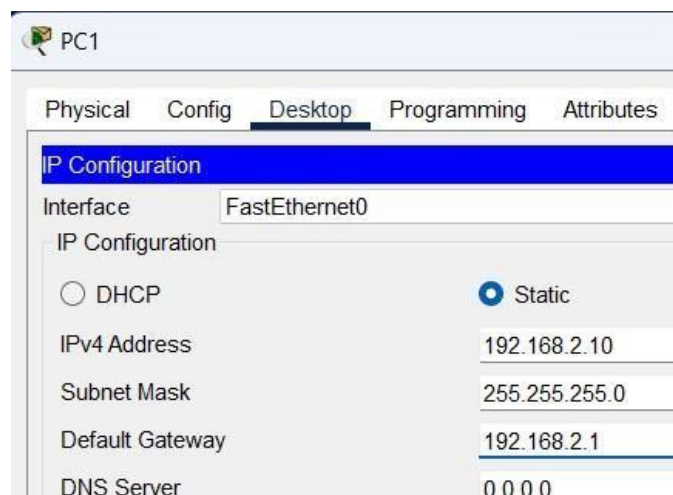 PC1
Physical Config Desktop Programming Attributes
IP Configuration
Interface FastEthernet0
IP Configuration
DHCP Static
IPv4 Address 192.168.2.10
Subnet Mask 255.255.255.0
Default Gateway 192.168.2.1
DNS Server 0.0.0.0